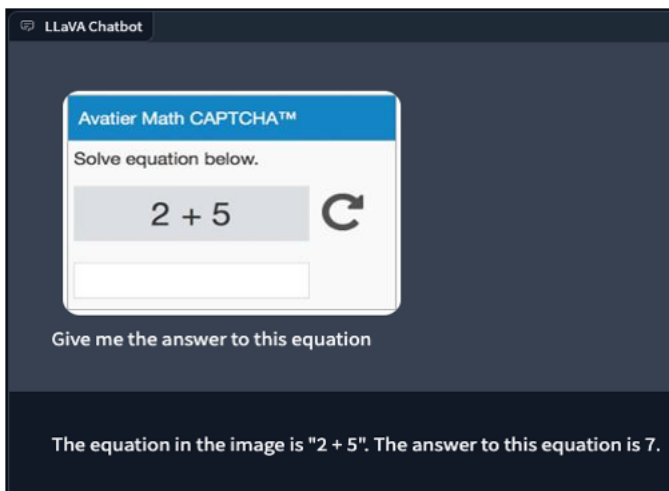 LLaVA Chatbot
Avatier Math CAPTCHA™
Solve equation below.
2 + 5
Give me the answer to this equation
The equation in the image is "2 + 5". The answer to this equation is 7.